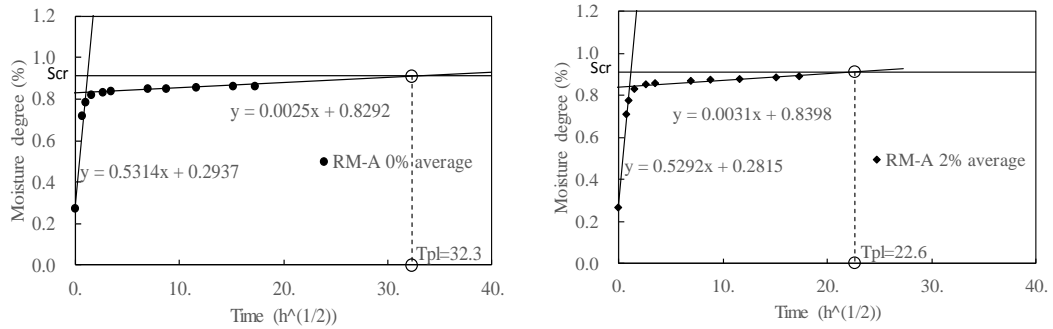 1.2
1.0
Scr
0.8
0.6
0.4
0.2
0.0
Moisture degree (%)
y = 0.0025x + 0.8292
RM-A 0% average
y = 0.5314x + 0.2937
Tpl=32.3
0. 10. 20. 30. 40.
Time (h^(1/2))
1.2
1.0
Scr
0.8
0.6
0.4
0.2
0.0
Moisture degree (%)
y = 0.0031x + 0.8398
RM-A 2% average
y = 0.5292x + 0.2815
Tpl=22.6
0. 10. 20. 30. 40.
Time (h^(1/2))